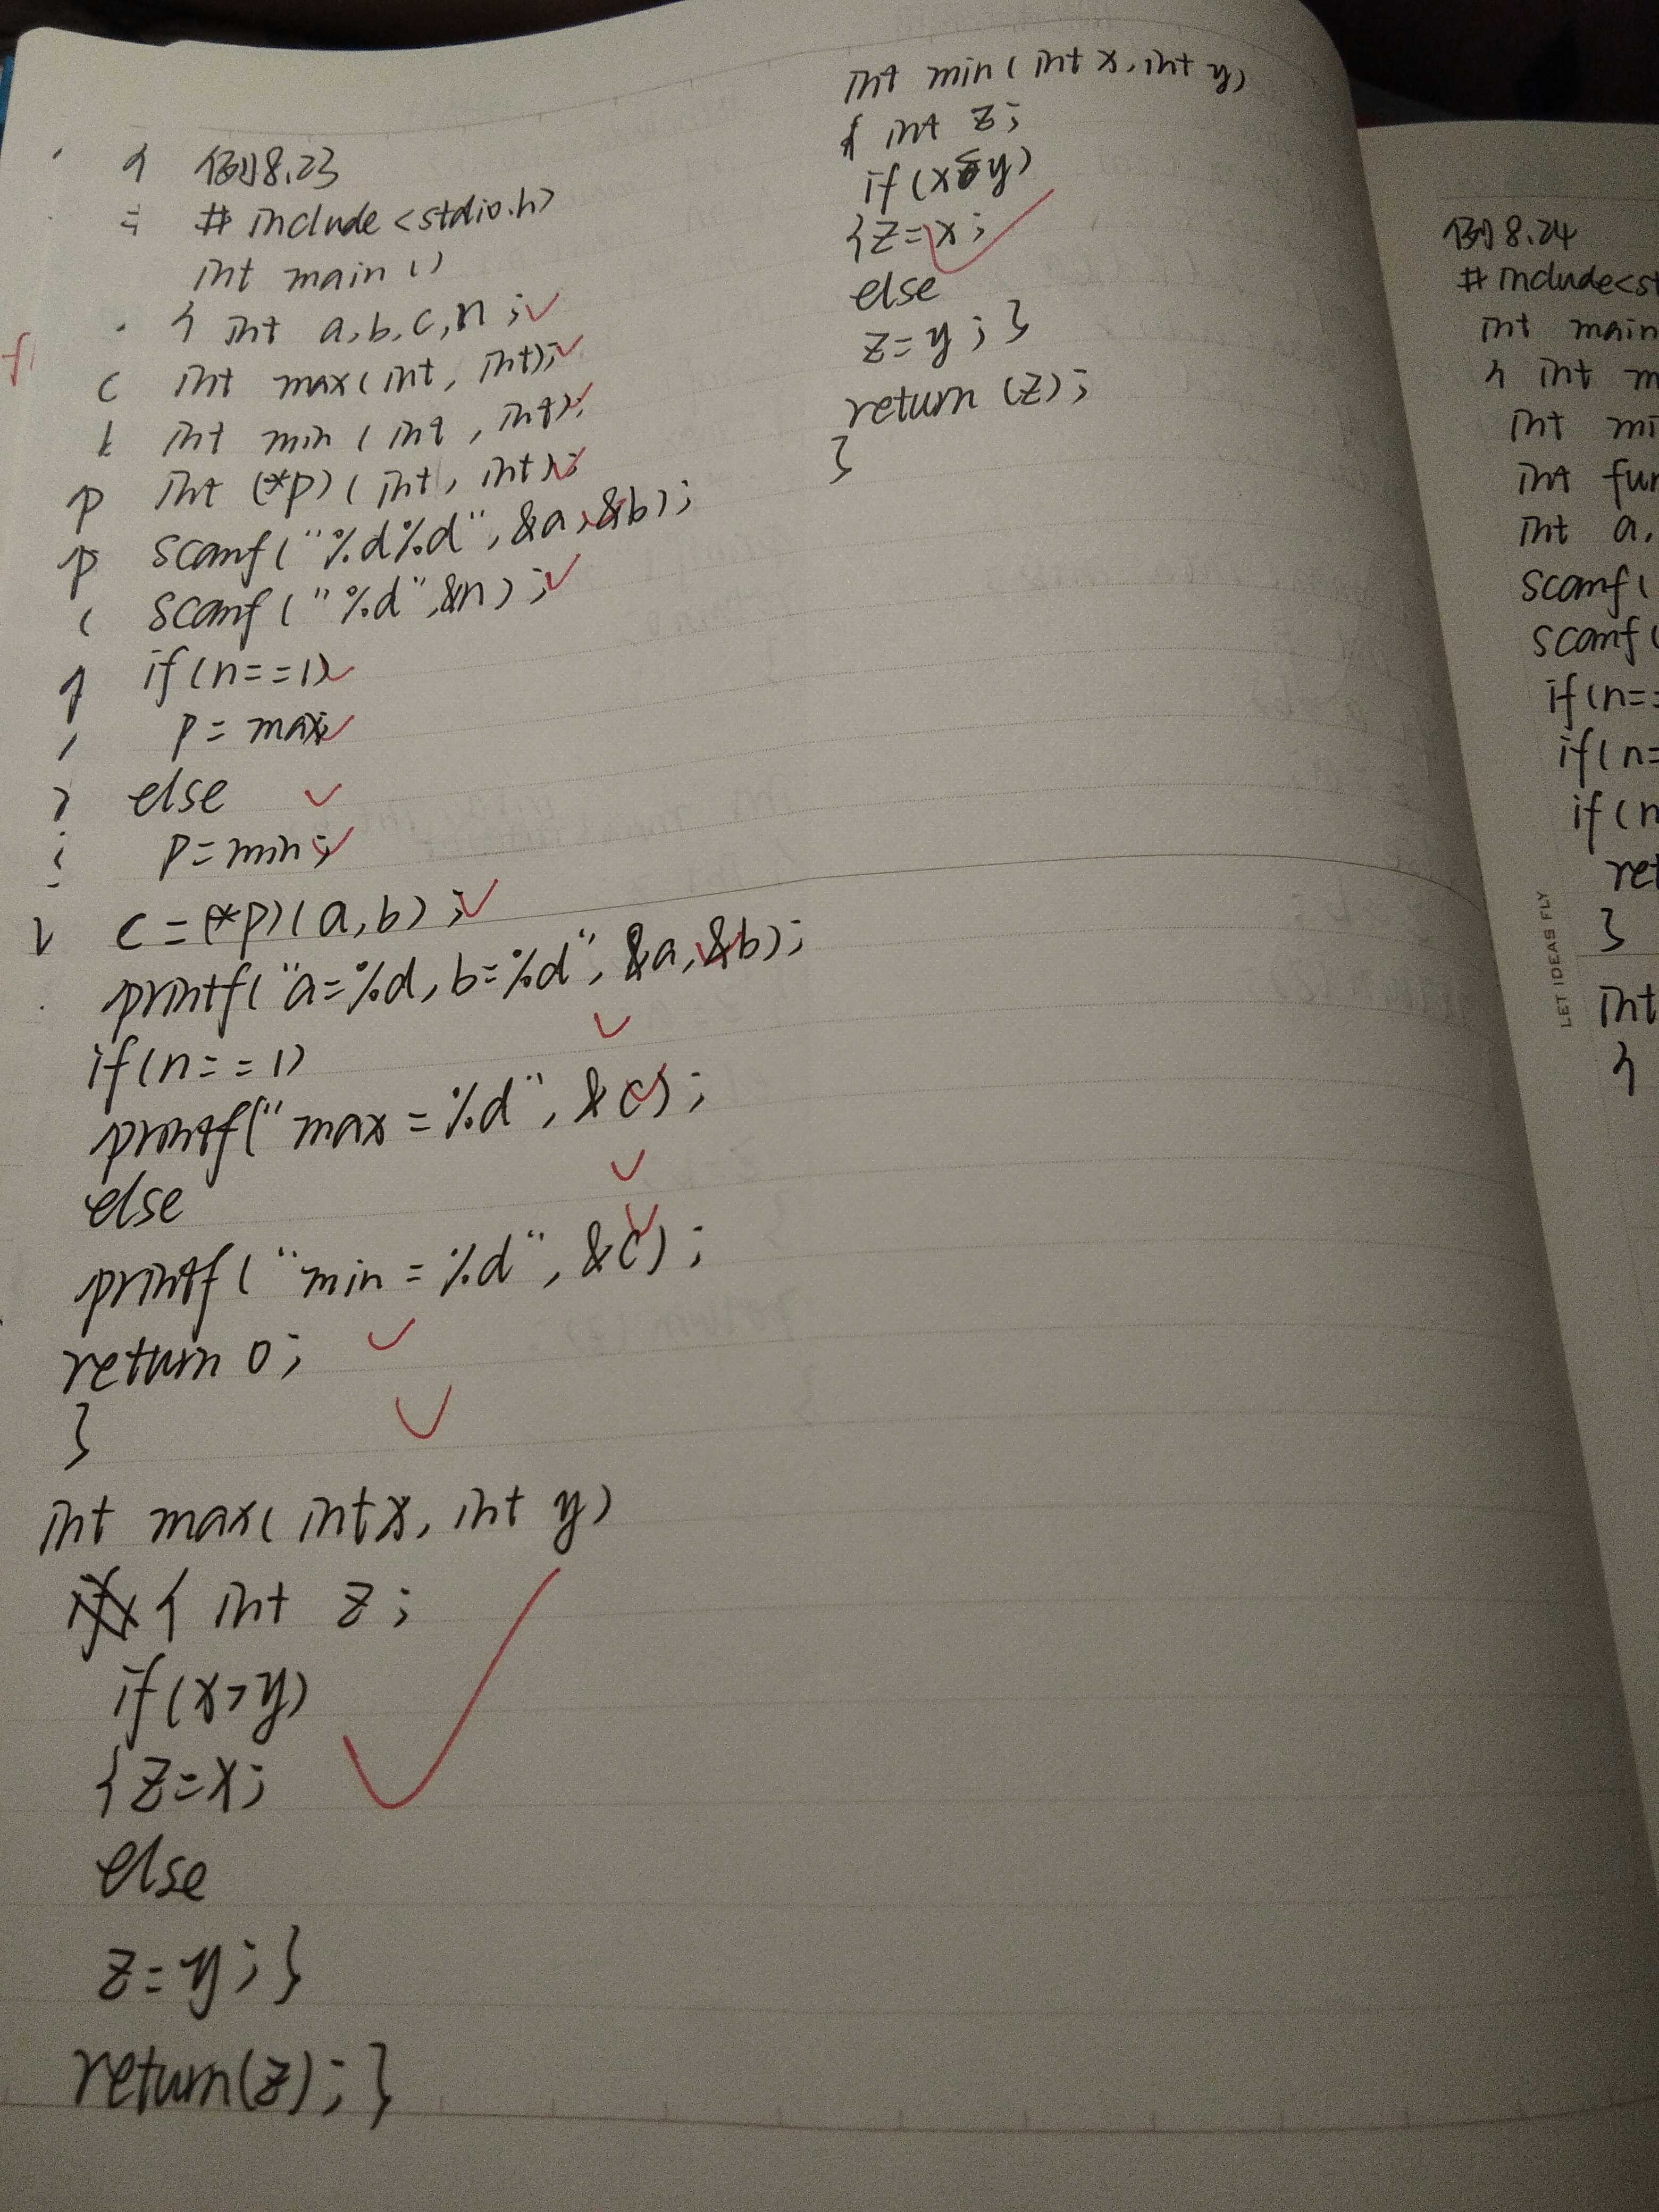 例8.23
#include<stdio.h>
int main()
{ int a,b,c,n;
int max(int, int);
int min(int, int);
int (*p)(int, int);
scanf("%d%d",&a,&b);
scanf("%d",&n);
if(n==1)
p=max;
else
p=min;
c=(*p)(a,b);
printf("a=%d,b=%d",&a,&b);
if(n==1)
printf("max=%d",&c);
else
printf("min=%d",&c);
return 0;
}
int max(int x, int y)
{ int z;
if(x>y)
{z=x;
else
z=y;}
return(z);}
int min(int x,int y)
{ int z;
if(x y)
{z=x;
else
z=y;}
return(z);
}
例8.24
#include<st
int main
{ int m
int mi
int fun
int a,
scanf(
scanf(
if(n==
if(n=
if(n
ret
}
int
{
LET IDEAS FLY